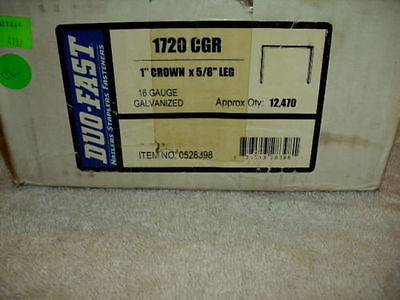 1720 CGR
1" CROWN x 5/8" LEG
16 GAUGE
GALVANIZED
Approx Qty: 12,470
ITEM NO. 0528398
DUO-FAST
NAILERS STAPLERS FASTENERS